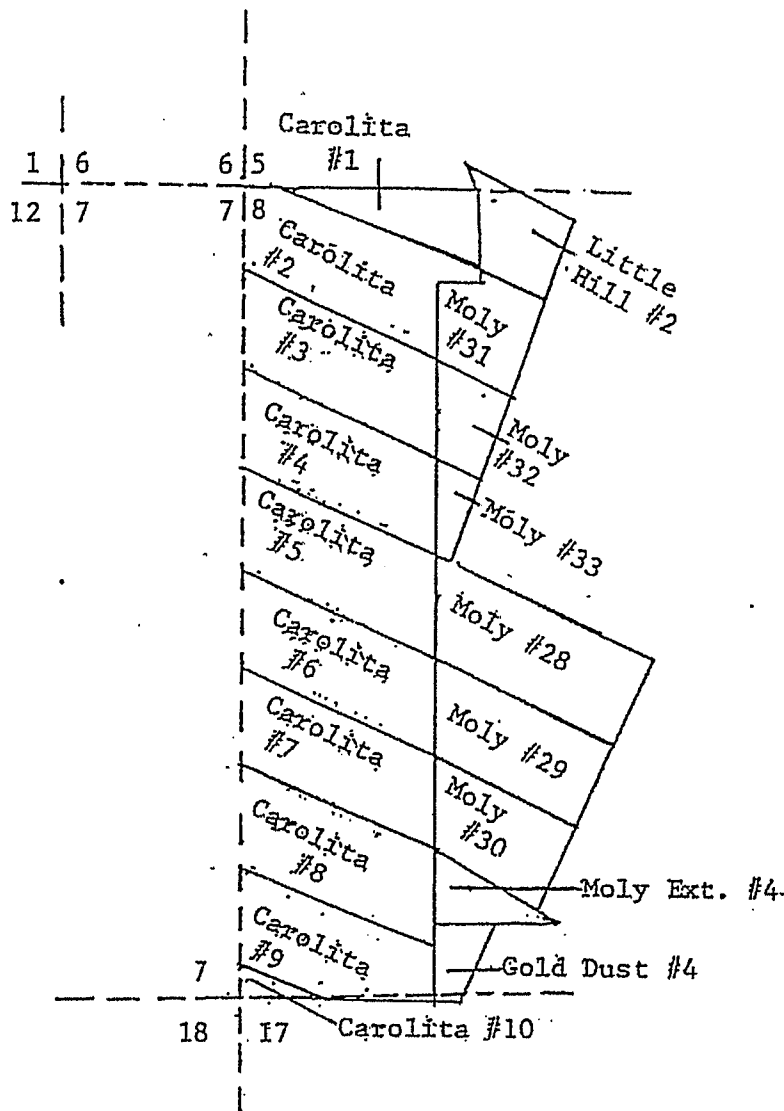 Carolita
#1
1 6
6 5
12 7
7 8
Little
Hill #2
Carolita
#2
Moly
#31
Carolita
#3
Moly
#32
Carolita
#4
Moly #33
Carolita
#5
Moly #28
Carolita
#6
Moly #29
Carolita
#7
Moly
#30
Carolita
#8
Moly Ext. #4
Carolita
#9
Gold Dust #4
7
18 17
Carolita #10